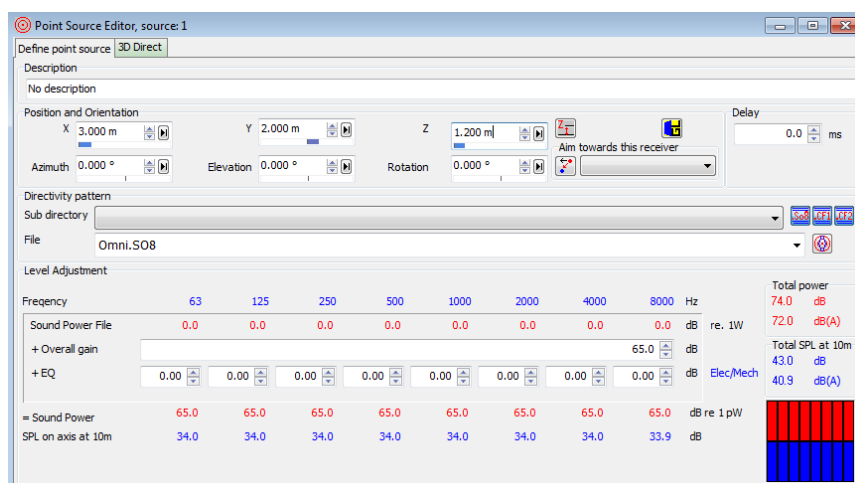 Point Source Editor, source: 1
Define point source 3D Direct
Description
No description
Position and Orientation Delay
X 3.000 m Y 2.000 m Z 1.200 m 0.0 ms
Aim towards this receiver
Azimuth 0.000 ° Elevation 0.000 ° Rotation 0.000 °
Directivity pattern
Sub directory .So8 .CF1 .CF2
File Omni.SO8
Level Adjustment
Freqency 63 125 250 500 1000 2000 4000 8000 Hz
Sound Power File 0.0 0.0 0.0 0.0 0.0 0.0 0.0 0.0 dB re. 1W
+ Overall gain 65.0 dB
+ EQ 0.00 0.00 0.00 0.00 0.00 0.00 0.00 0.00 dB Elec/Mech
= Sound Power 65.0 65.0 65.0 65.0 65.0 65.0 65.0 65.0 dB re 1 pW
SPL on axis at 10m 34.0 34.0 34.0 34.0 34.0 34.0 34.0 33.9 dB
Total power
74.0 dB
72.0 dB(A)
Total SPL at 10m
43.0 dB
40.9 dB(A)